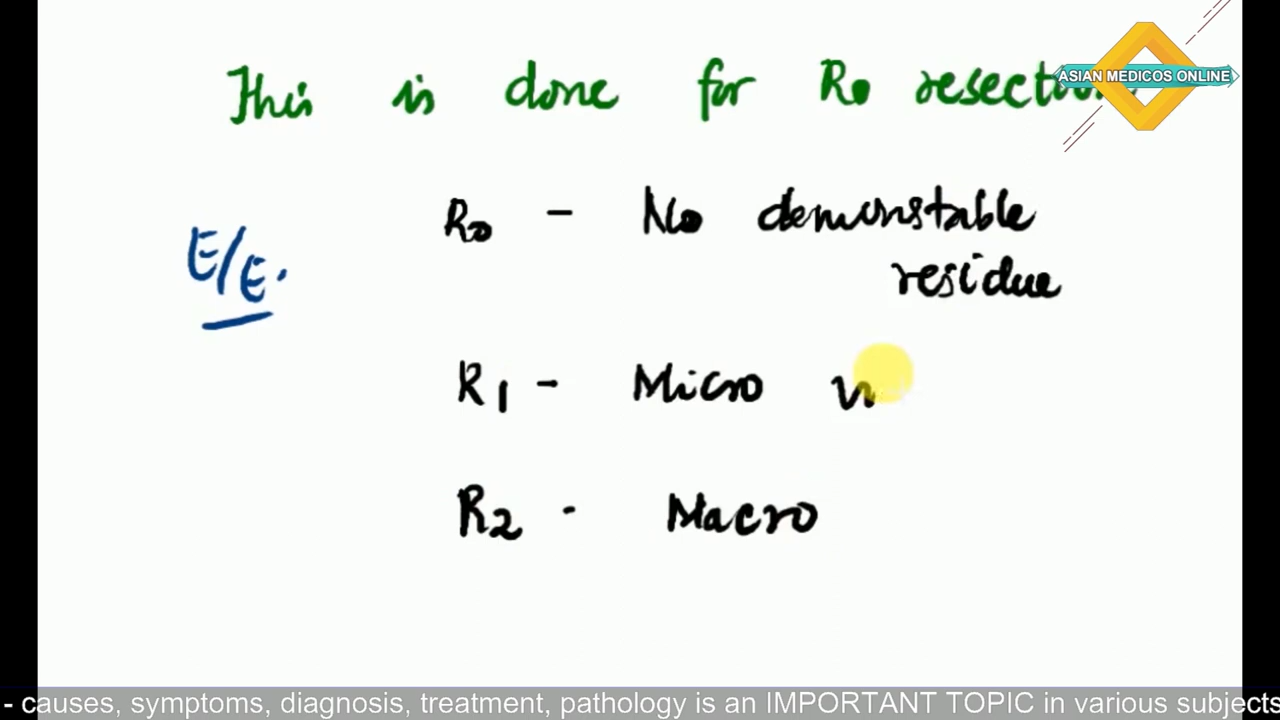 This is done for R0 resection
ASIAN MEDICOS ONLINE
R0 - No demonstable
residue
E/E.
R1 - Micro
R2 - Macro
- causes, symptoms, diagnosis, treatment, pathology is an IMPORTANT TOPIC in various subjects